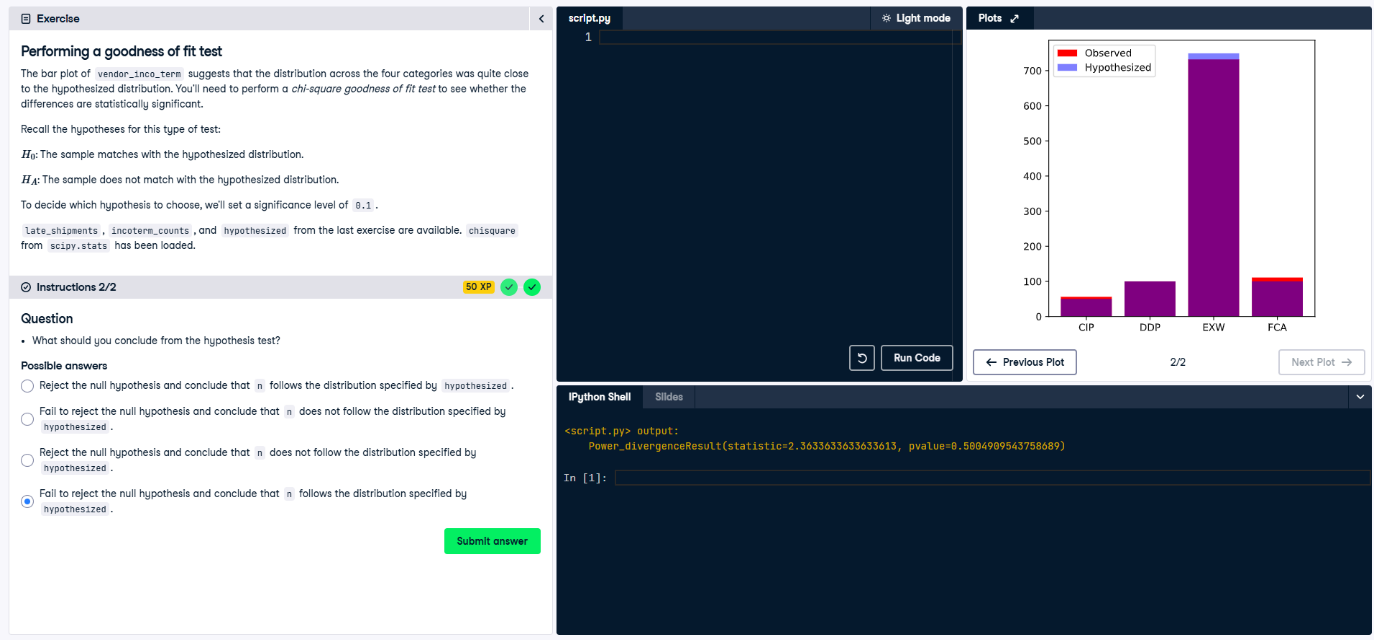 Exercise
Performing a goodness of fit test
The bar plot of vendor_inco_term suggests that the distribution across the four categories was quite close
to the hypothesized distribution. You'll need to perform a chi-square goodness of fit test to see whether the
differences are statistically significant.
Recall the hypotheses for this type of test:
H0: The sample matches with the hypothesized distribution.
HA: The sample does not match with the hypothesized distribution.
To decide which hypothesis to choose, we'll set a significance level of 0.1 .
late_shipments , incoterm_counts , and hypothesized from the last exercise are available. chisquare
from scipy.stats has been loaded.
Instructions 2/2
50 XP
Question
• What should you conclude from the hypothesis test?
Possible answers
Reject the null hypothesis and conclude that n follows the distribution specified by hypothesized .
Fail to reject the null hypothesis and conclude that n does not follow the distribution specified by
hypothesized .
Reject the null hypothesis and conclude that n does not follow the distribution specified by
hypothesized .
Fail to reject the null hypothesis and conclude that n follows the distribution specified by
hypothesized .
Submit answer
script.py
Light mode
1
Run Code
Plots
Observed
Hypothesized
700
600
500
400
300
200
100
0
CIP DDP EXW FCA
← Previous Plot
2/2
Next Plot →
IPython Shell
Slides
<script.py> output:
Power_divergenceResult(statistic=2.3633633633633613, pvalue=0.5004909543758689)
In [1]: